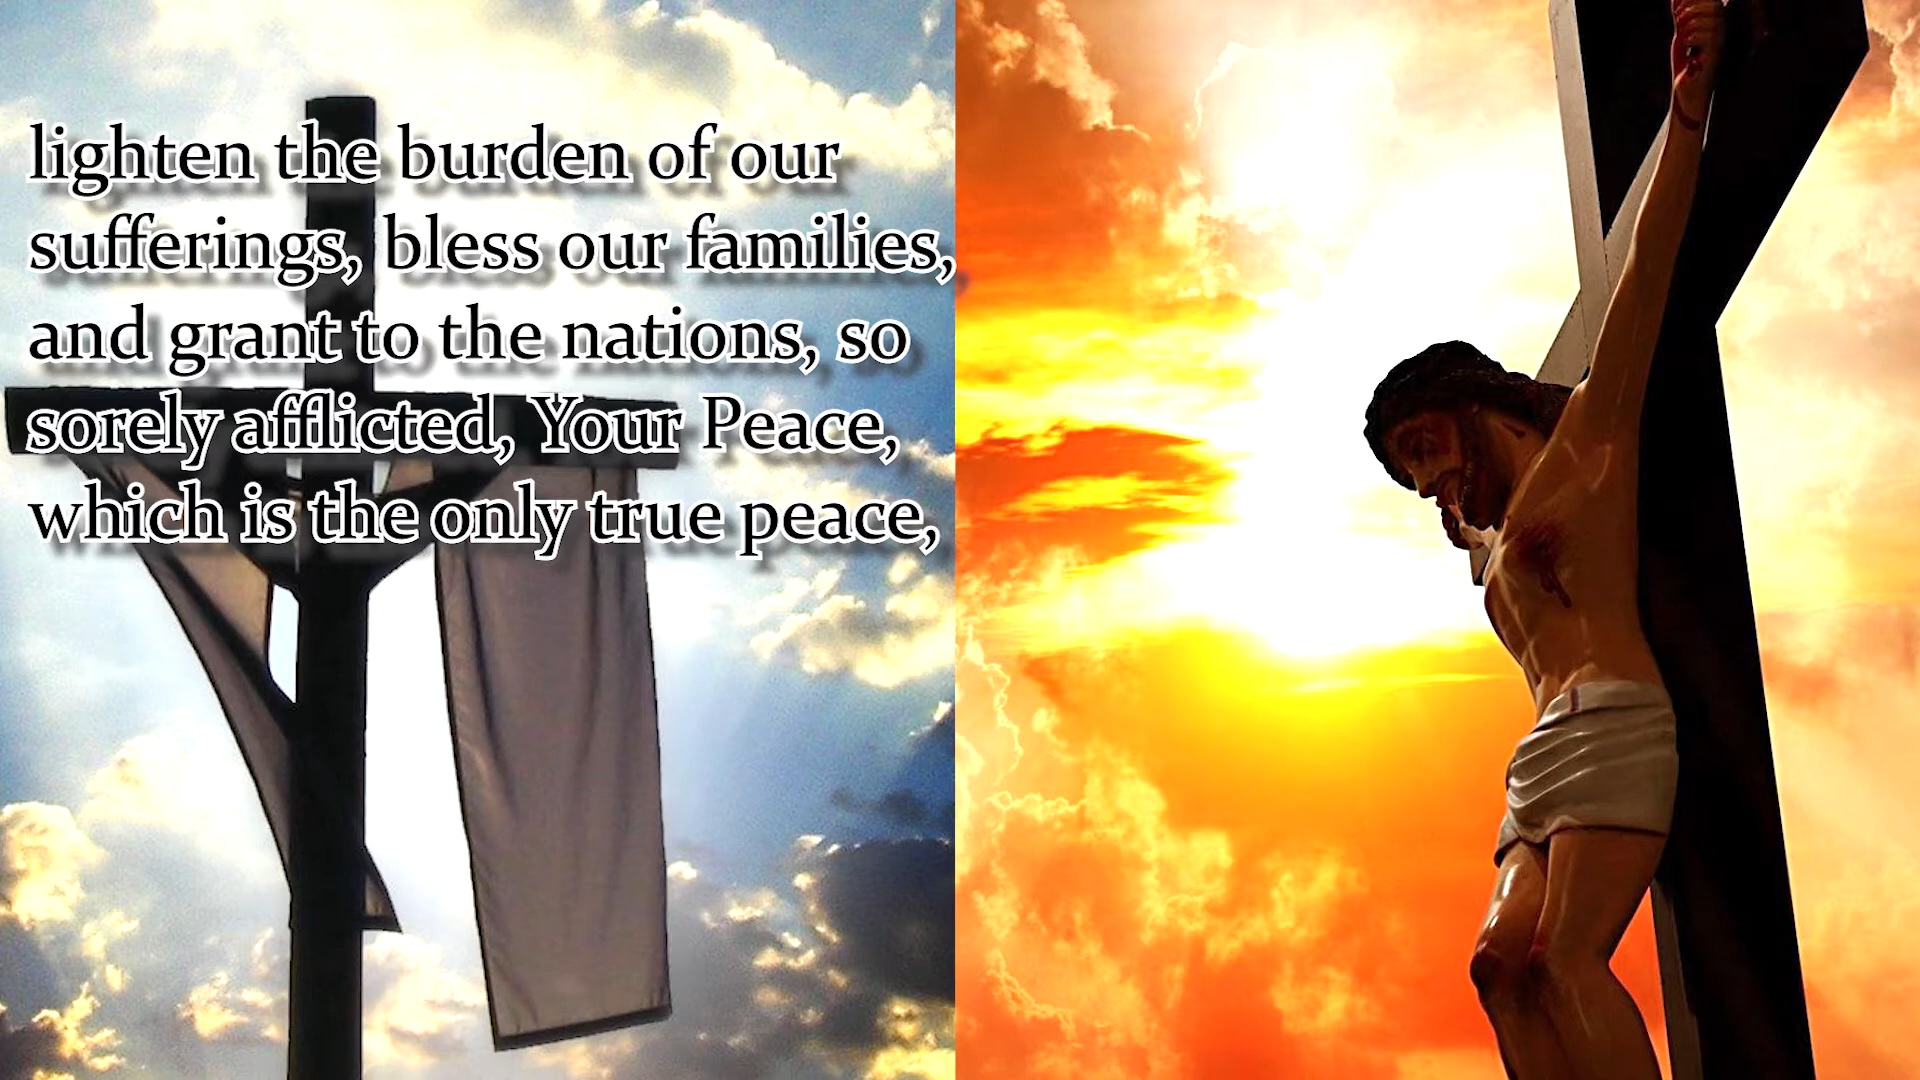 lighten the burden of our
sufferings, bless our families,
and grant to the nations, so
sorely afflicted, Your Peace,
which is the only true peace,